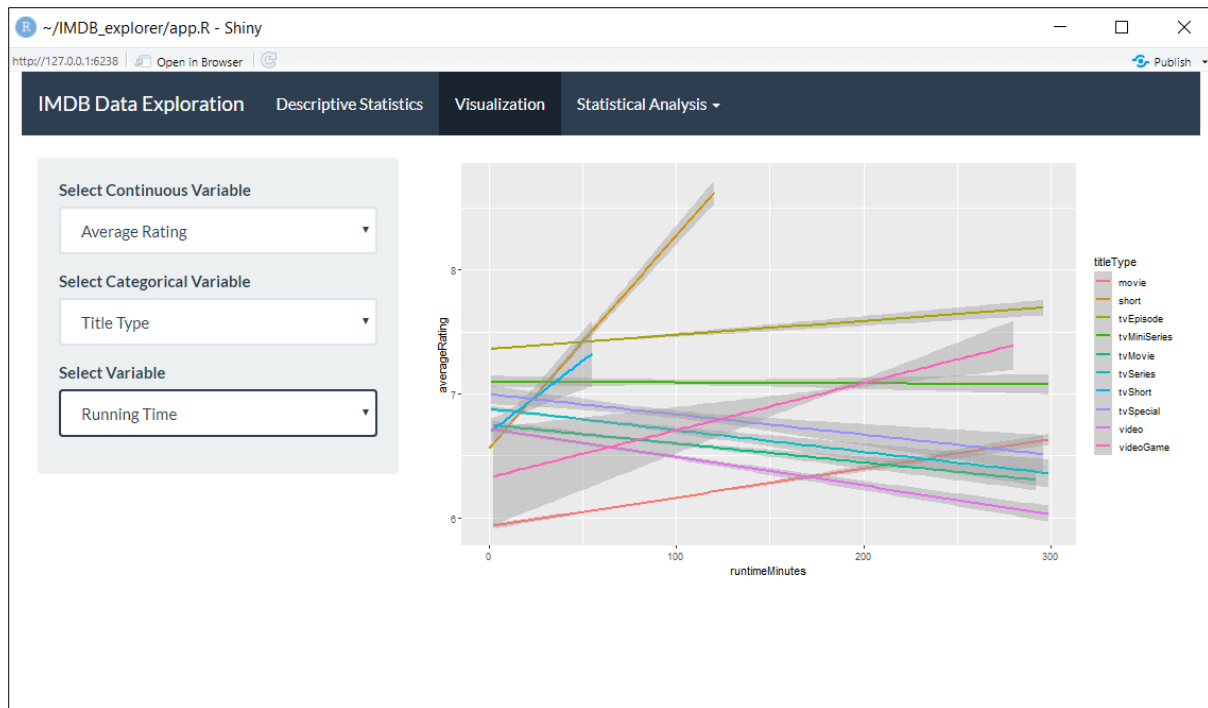 R ~/IMDB_explorer/app.R - Shiny
http://127.0.0.1:6238 Open in Browser Publish
IMDB Data Exploration Descriptive Statistics Visualization Statistical Analysis
Select Continuous Variable
Average Rating
Select Categorical Variable
Title Type
Select Variable
Running Time
averageRating
8
7
6
0 100 200 300
runtimeMinutes
titleType
movie
short
tvEpisode
tvMiniSeries
tvMovie
tvSeries
tvShort
tvSpecial
video
videoGame